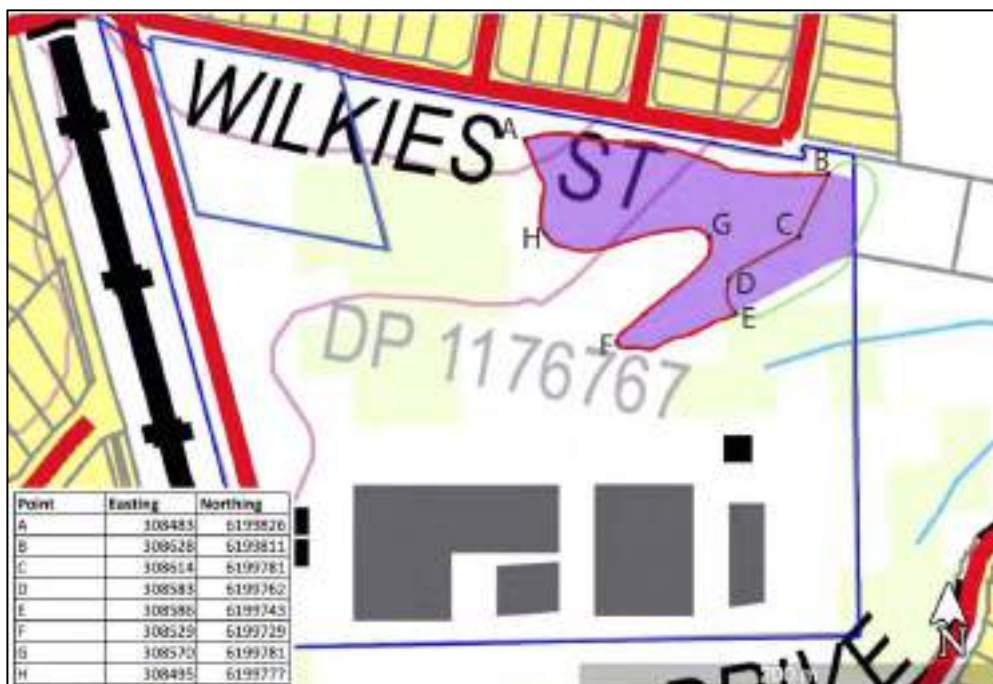 WILKIES ST
A
B
C
D
E
F
G
H
DP 1176767
Point Easting Northing
A 308483 6199826
B 308628 6199811
C 308614 6199781
D 308583 6199762
E 308586 6199743
F 308529 6199729
G 308570 6199781
H 308495 6199777
N
DRIVE